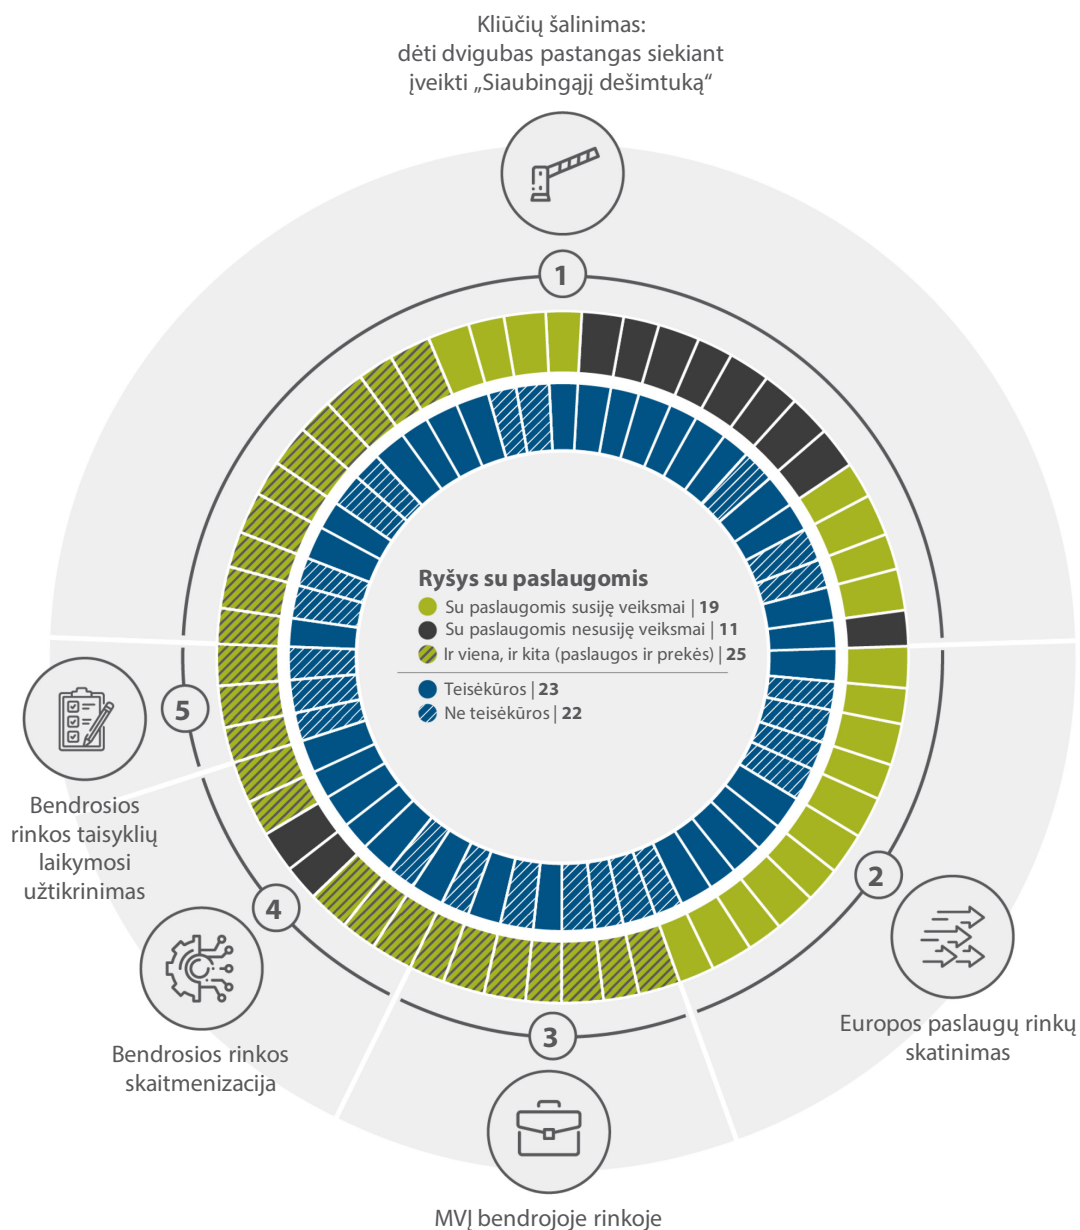 Kliūčių šalinimas:
dėti dvigubas pastangas siekiant
įveikti „Siaubingąjį dešimtuką“
1
Ryšys su paslaugomis
Su paslaugomis susiję veiksmai | 19
Su paslaugomis nesusiję veiksmai | 11
Ir viena, ir kita (paslaugos ir prekės) | 25
Teisėkūros | 23
Ne teisėkūros | 22
5
Bendrosios
rinkos taisyklių
laikymosi
užtikrinimas
2
Europos paslaugų rinkų
skatinimas
4
Bendrosios rinkos
skaitmenizacija
3
MVĮ bendrojoje rinkoje